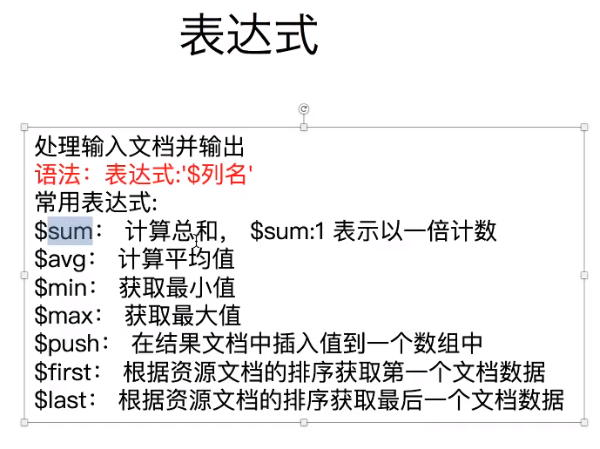 表达式
处理输入文档并输出
语法：表达式:'$列名'
常用表达式:
$sum： 计算总和， $sum:1 表示以一倍计数
$avg： 计算平均值
$min： 获取最小值
$max： 获取最大值
$push： 在结果文档中插入值到一个数组中
$first： 根据资源文档的排序获取第一个文档数据
$last： 根据资源文档的排序获取最后一个文档数据